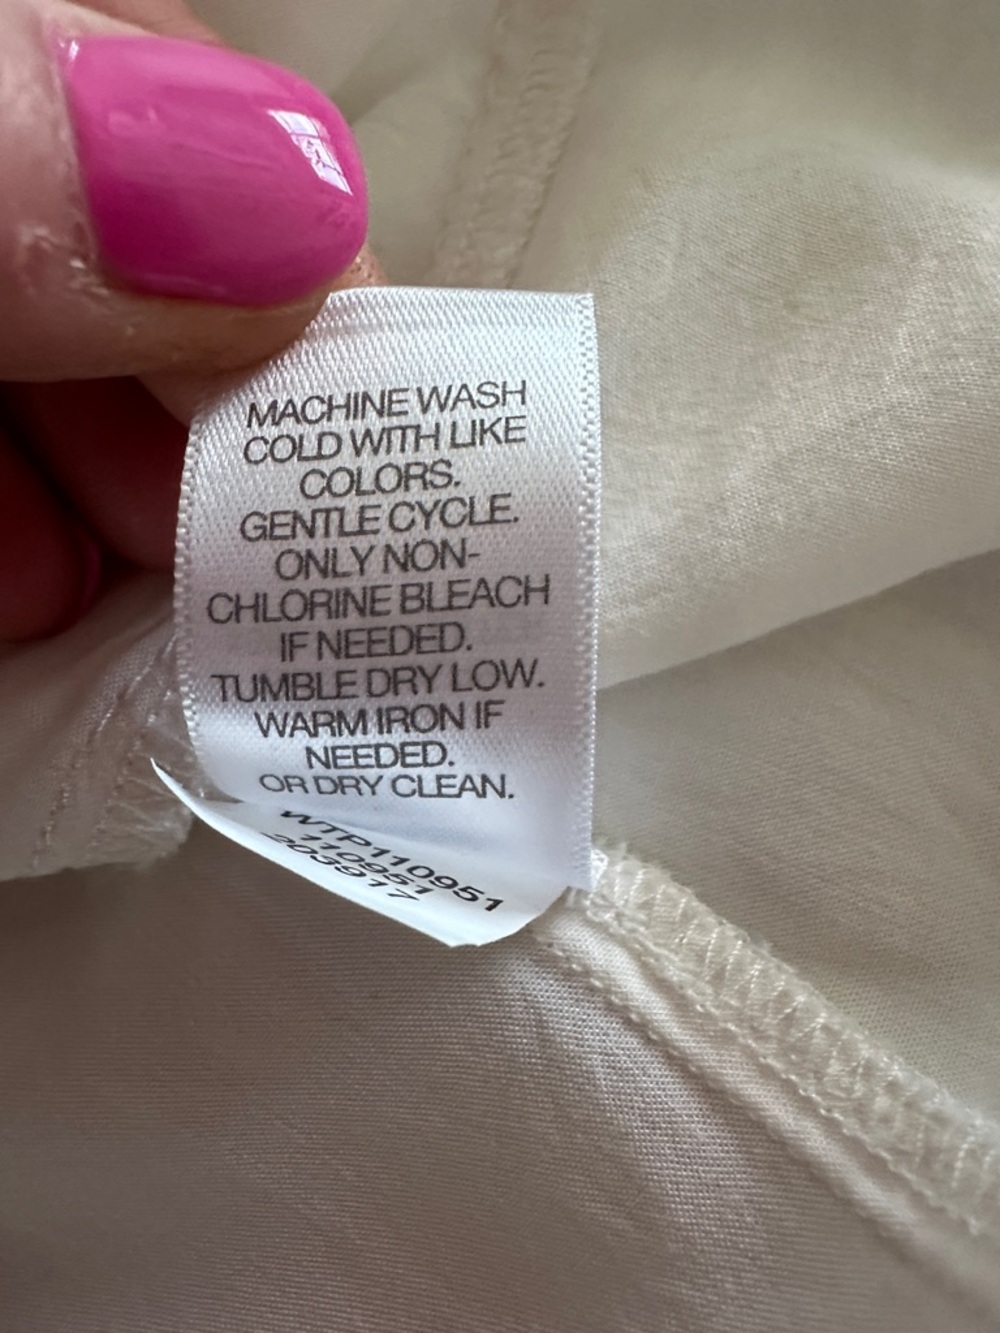 MACHINE WASH
COLD WITH LIKE
COLORS.
GENTLE CYCLE.
ONLY NON-
CHLORINE BLEACH
IF NEEDED.
TUMBLE DRY LOW.
WARM IRON IF
NEEDED.
OR DRY CLEAN.
WTP110951
110951
203917